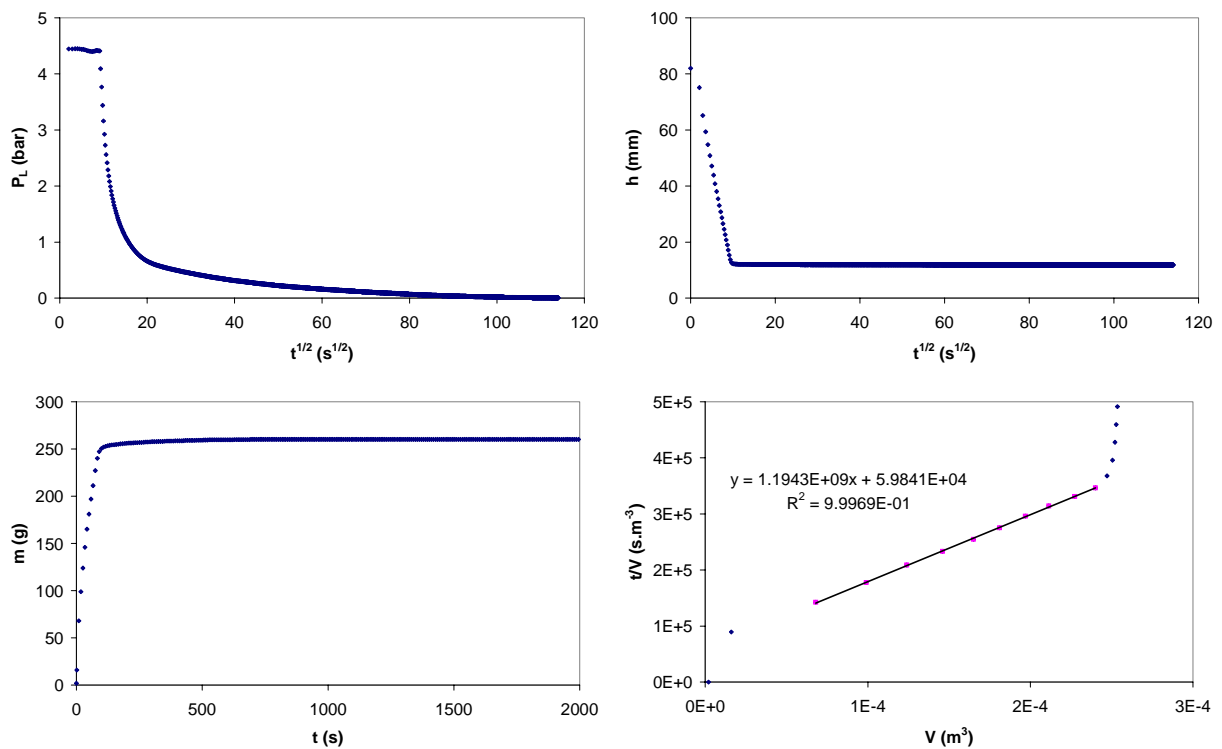 5
4
3
2
1
0
P_L (bar)
0 20 40 60 80 100 120
t^{1/2} (s^{1/2})
100
80
60
40
20
0
h (mm)
0 20 40 60 80 100 120
t^{1/2} (s^{1/2})
300
250
200
150
100
50
0
m (g)
0 500 1000 1500 2000
t (s)
5E+5
4E+5
3E+5
2E+5
1E+5
0E+0
t/V (s.m^{-3})
y = 1.1943E+09x + 5.9841E+04
R^2 = 9.9969E-01
0E+0 1E-4 2E-4 3E-4
V (m^3)